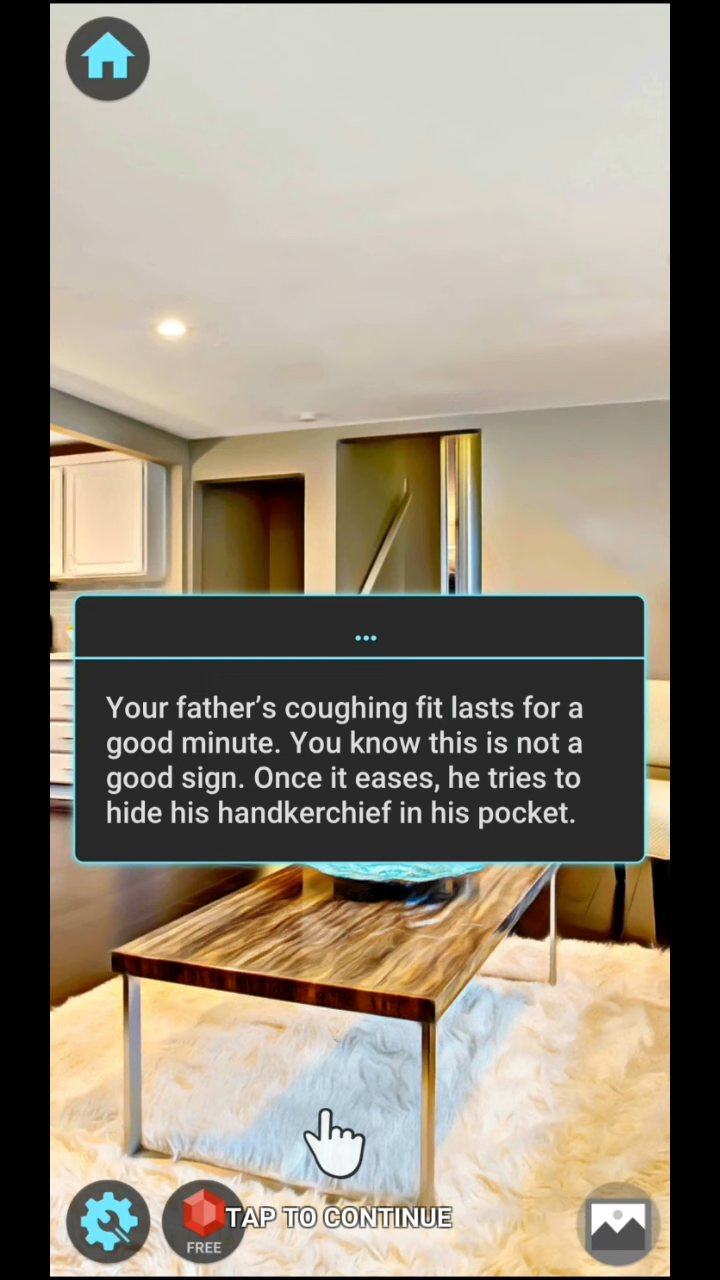 ...
Your father’s coughing fit lasts for a
good minute. You know this is not a
good sign. Once it eases, he tries to
hide his handkerchief in his pocket.
TAP TO CONTINUE
FREE